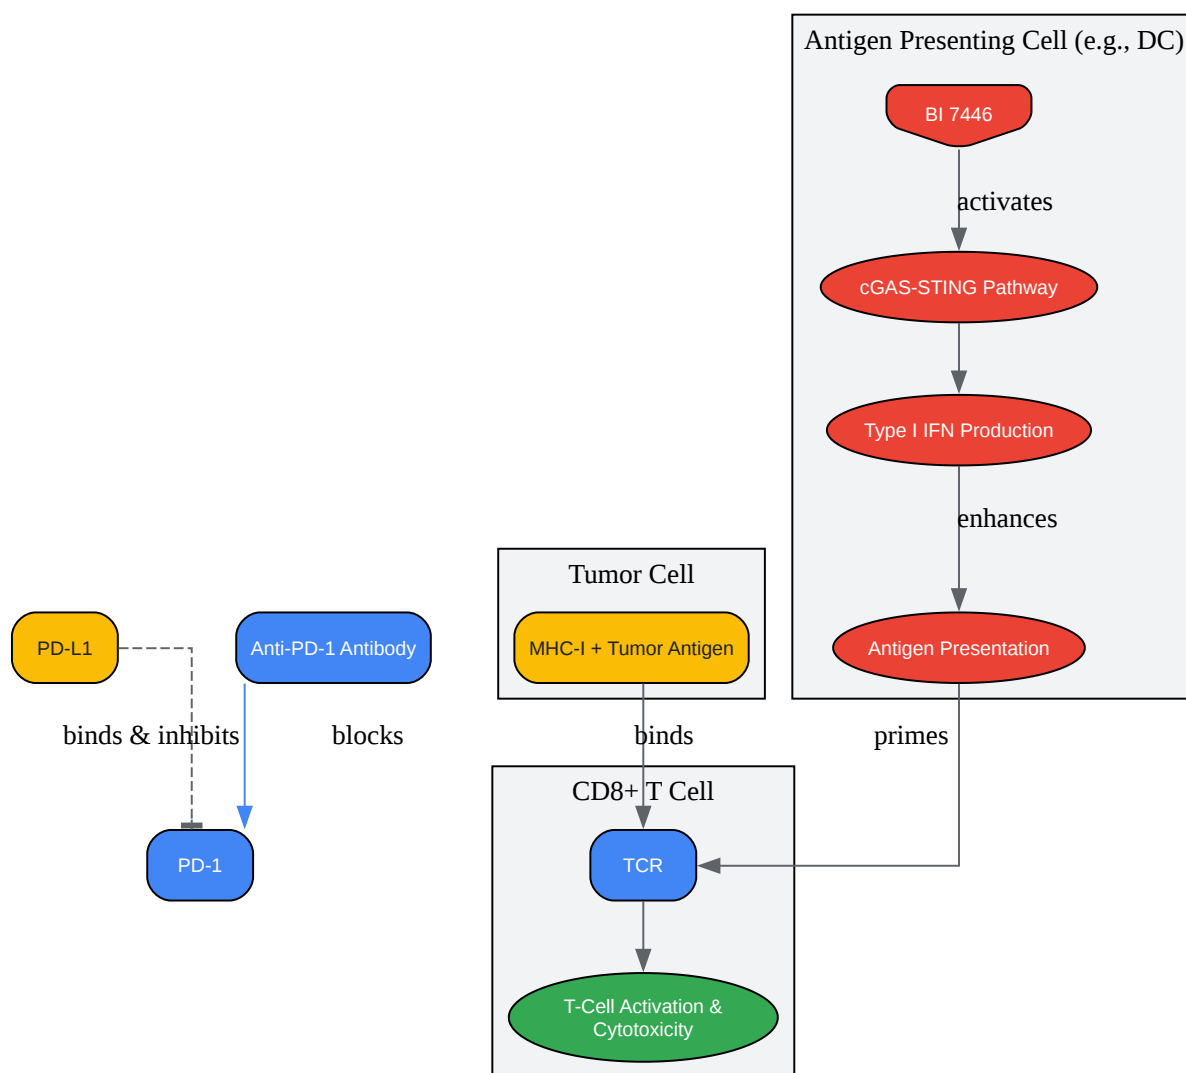 Antigen Presenting Cell (e.g., DC)
BI 7446
activates
cGAS-STING Pathway
Type I IFN Production
enhances
Tumor Cell
PD-L1
Anti-PD-1 Antibody
MHC-I + Tumor Antigen
Antigen Presentation
binds & inhibits
blocks
binds
primes
CD8+ T Cell
PD-1
TCR
T-Cell Activation &
Cytotoxicity